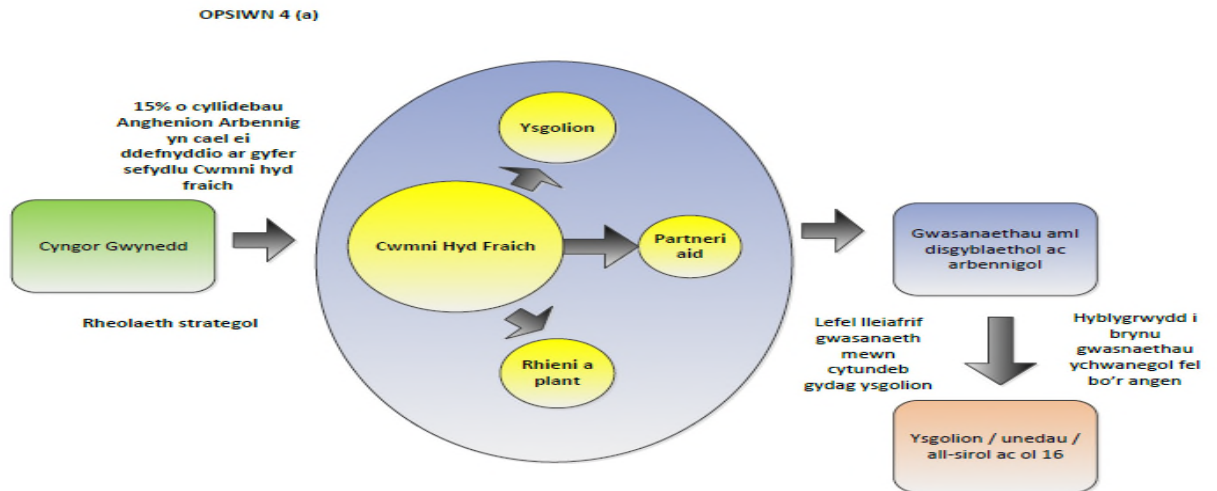 OPSIWN 4 (a)
15% o cyllidebau
Anghenion Arbennig
yn cael ei
ddefnyddio ar gyfer
sefydlu Cwmni hyd
fraich
Cyngor Gwynedd
Rheolaeth strategol
Ysgolion
Cwmni Hyd Fraich
Partneri
aid
Rhieni a
plant
Gwasanaethau aml
disgyblaethol ac
arbennigol
Lefel lleiafrif
gwasanaeth
mewn
cytundeb
gydag ysgolion
Hyblygrwydd i
brynu
gwasnaethau
ychwanegol fel
bo'r angen
Ysgolion / unedau /
all-sirol ac ol 16